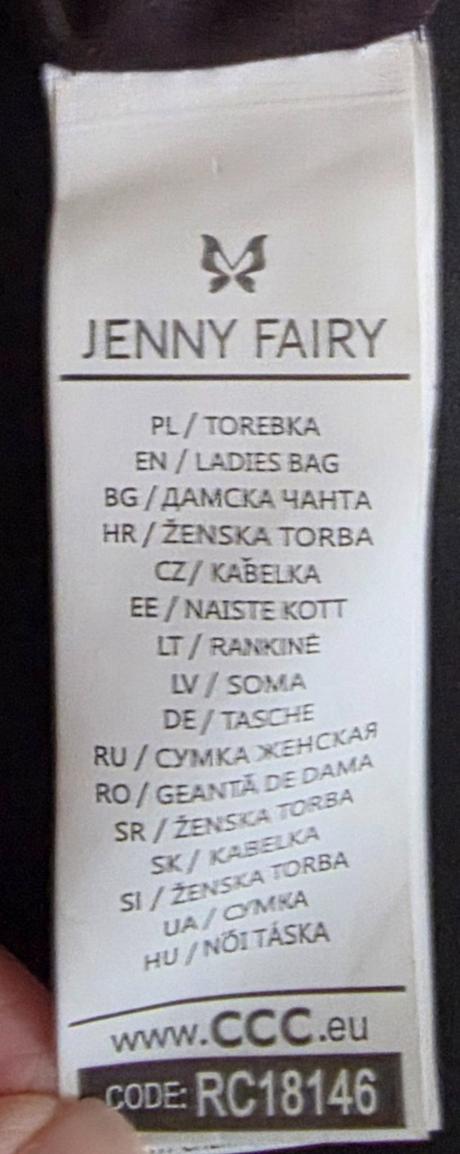 JENNY FAIRY
PL / TOREBKA
EN / LADIES BAG
BG / ДАМСКА ЧАНТА
HR / ŽENSKA TORBA
CZ / KABELKA
EE / NAISTE KOTT
LT / RANKINĖ
LV / SOMA
DE / TASCHE
RU / СУМКА ЖЕНСКАЯ
RO / GEANTĂ DE DAMA
SR / ŽENSKA TORBA
SK / KABELKA
SI / ŽENSKA TORBA
UA / СУМКА
HU / NŐI TÁSKA
www.CCC.eu
CODE: RC18146